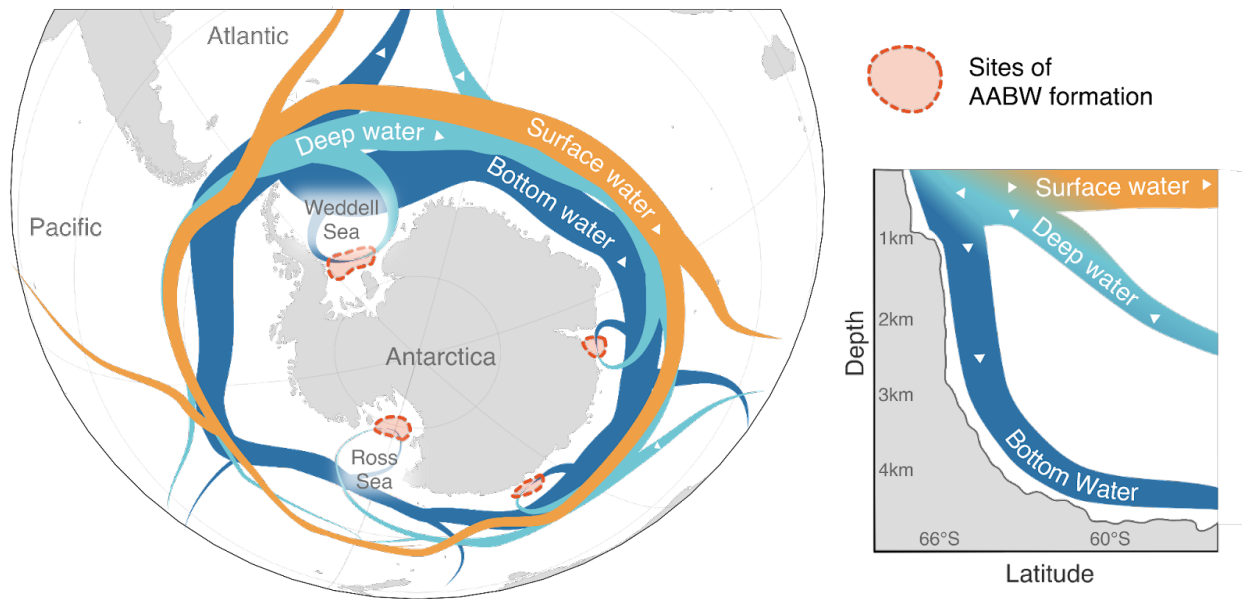 Atlantic
Deep water
Surface water
Bottom water
Weddell
Sea
Pacific
Antarctica
Ross
Sea
Sites of
AABW formation
Surface water
Deep water
Bottom Water
1km
2km
3km
4km
Depth
66°S
60°S
Latitude